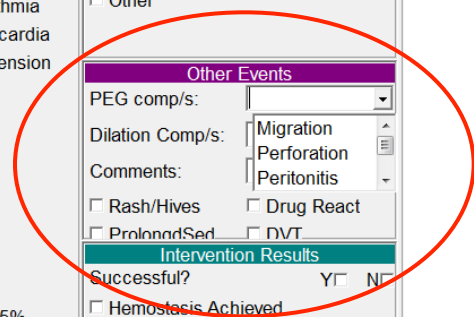 thmia
Other
cardia
ension
Other Events
PEG comp/s:
Dilation Comp/s:
Migration
Perforation
Peritonitis
Comments:
Rash/Hives
Drug React
ProlongdSed
DVT
Intervention Results
Successful?
Y
N
Hemostasis Achieved
5%